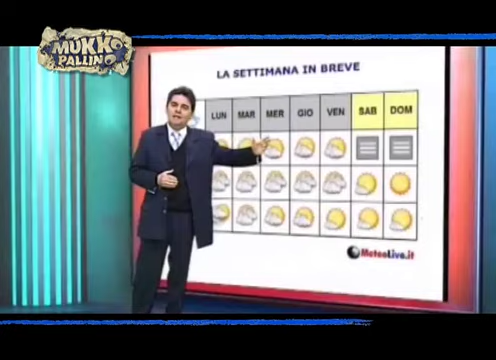 MUKKO
PALLINO
LA SETTIMANA IN BREVE
LUN MAR MER GIO VEN SAB DOM
MeteoLive.it